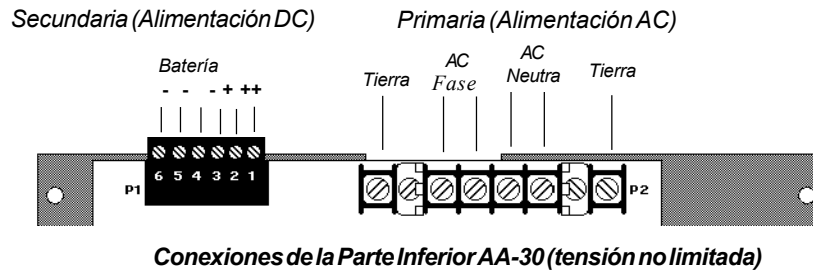 Secundaria (Alimentación DC)
Primaria (Alimentación AC)
Batería
- - - + ++
Tierra
AC
Fase
AC
Neutra
Tierra
P1
6 5 4 3 2 1
P2
Conexiones de la Parte Inferior AA-30 (tensión no limitada)